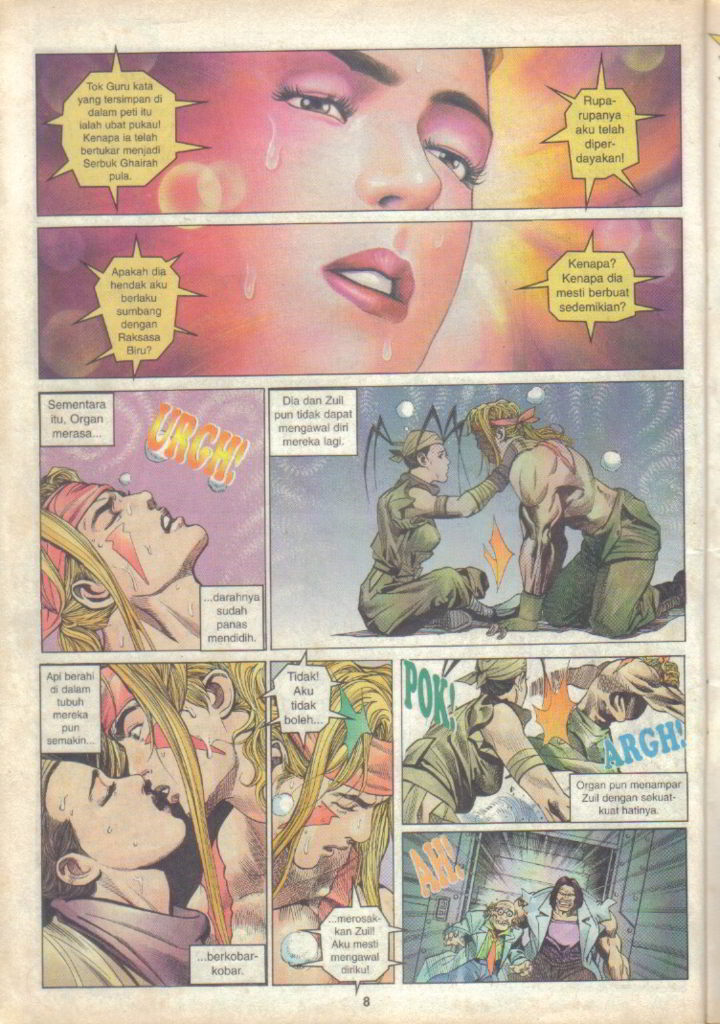 Tok Guru kata
yang tersimpan di
dalam peti itu
ialah ubat pukau!
Kenapa ia telah
bertukar menjadi
Serbuk Ghairah
pula.
Rupa-
rupanya
aku telah
diper-
dayakan!
Apakah dia
hendak aku
berlaku
sumbang
dengan
Raksasa
Biru?
Kenapa?
Kenapa dia
mesti berbuat
sedemikian?
Sementara
itu, Organ
merasa...
URGH!
...darahnya
sudah
panas
mendidih.
Dia dan Zuil
pun tidak dapat
mengawal diri
mereka lagi.
Api berahi
di dalam
tubuh
mereka
pun
semakin...
...berkobar-
kobar.
Tidak!
Aku
tidak
boleh...
...merosak-
kan Zuil!
Aku mesti
mengawal
diriku!
POK!
ARGH!
Organ pun menampar
Zuil dengan sekuat-
kuat hatinya.
AH!
8